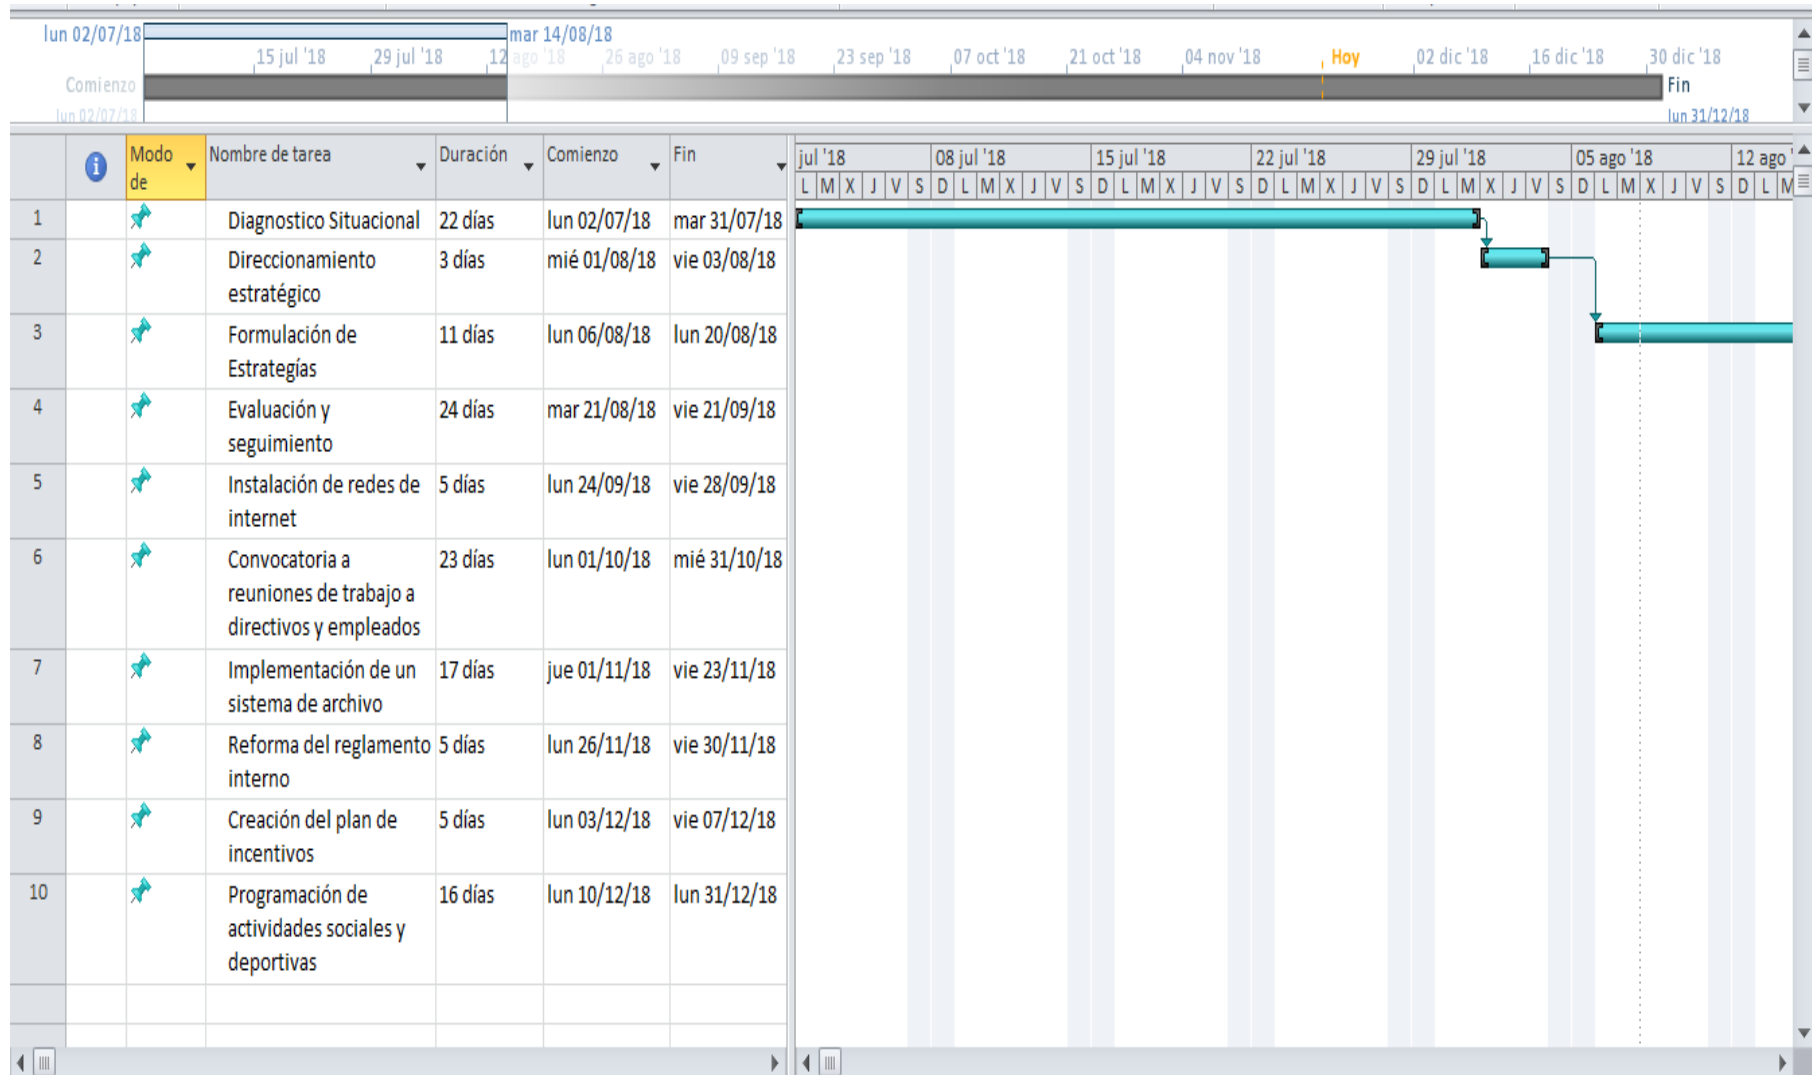 lun 02/07/18
mar 14/08/18
15 jul '18 29 jul '18 12 ago '18 26 ago '18 09 sep '18 23 sep '18 07 oct '18 21 oct '18 04 nov '18 Hoy 02 dic '18 16 dic '18 30 dic '18
Comienzo
Fin
lun 02/07/18
lun 31/12/18
Modo de
Nombre de tarea
Duración
Comienzo
Fin
jul '18 08 jul '18 15 jul '18 22 jul '18 29 jul '18 05 ago '18 12 ago '
L M X J V S D L M X J V S D L M X J V S D L M X J V S D L M X J V S D L M X J V S D L M
1 Diagnostico Situacional 22 días lun 02/07/18 mar 31/07/18
2 Direccionamiento 3 días mié 01/08/18 vie 03/08/18
estratégico
3 Formulación de 11 días lun 06/08/18 lun 20/08/18
Estrategías
4 Evaluación y 24 días mar 21/08/18 vie 21/09/18
seguimiento
5 Instalación de redes de 5 días lun 24/09/18 vie 28/09/18
internet
6 Convocatoria a 23 días lun 01/10/18 mié 31/10/18
reuniones de trabajo a
directivos y empleados
7 Implementación de un 17 días jue 01/11/18 vie 23/11/18
sistema de archivo
8 Reforma del reglamento 5 días lun 26/11/18 vie 30/11/18
interno
9 Creación del plan de 5 días lun 03/12/18 vie 07/12/18
incentivos
10 Programación de 16 días lun 10/12/18 lun 31/12/18
actividades sociales y
deportivas